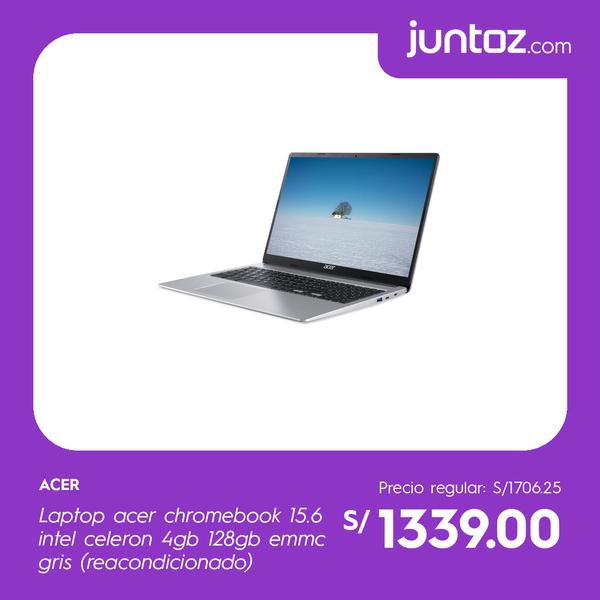 juntoz.com
acer
ACER
Laptop acer chromebook 15.6
intel celeron 4gb 128gb emmc
gris (reacondicionado)
Precio regular: S/1706.25
S/1339.00